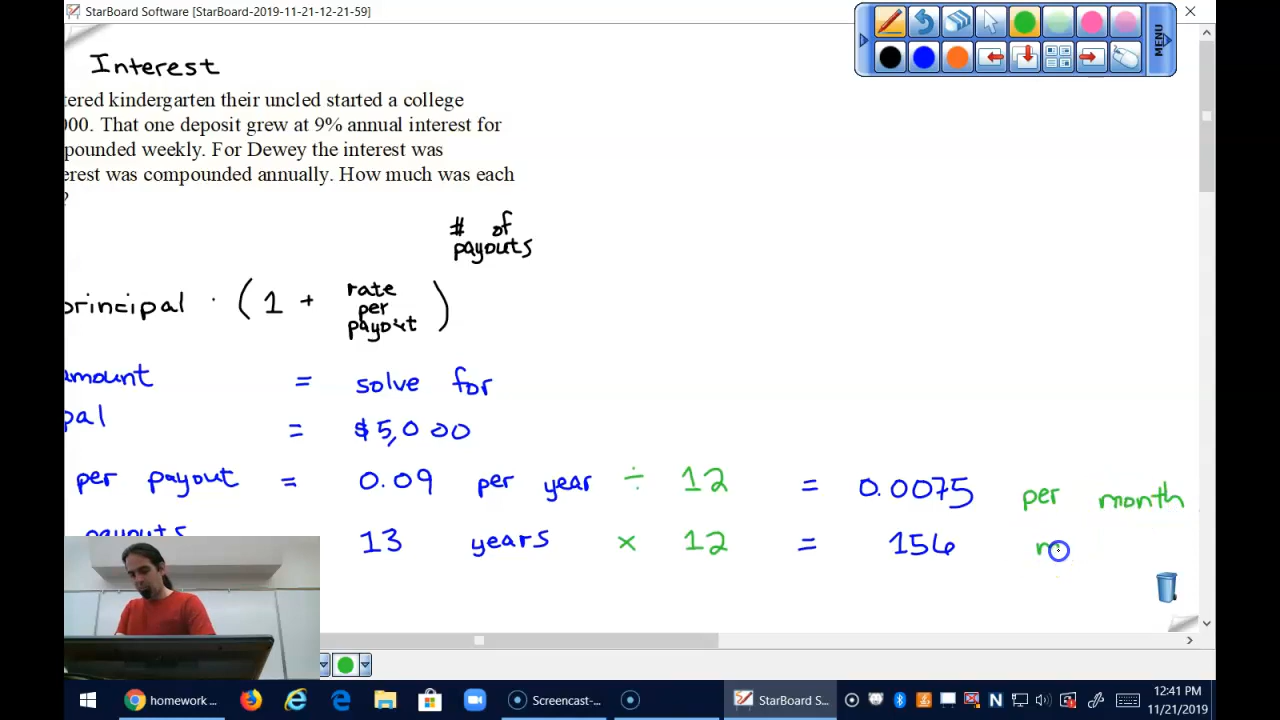 StarBoard Software [StarBoard-2019-11-21-12-21-59]
MENU
Interest
tered kindergarten their uncled started a college
000. That one deposit grew at 9% annual interest for
pounded weekly. For Dewey the interest was
erest was compounded annually. How much was each
?
# of
payouts
principal · ( 1 + rate per payout )
amount = solve for
pal = $5,000
per payout = 0.09 per year ÷ 12 = 0.0075 per month
payouts 13 years × 12 = 156 m
homework ...
Screencast-...
StarBoard S...
12:41 PM
11/21/2019